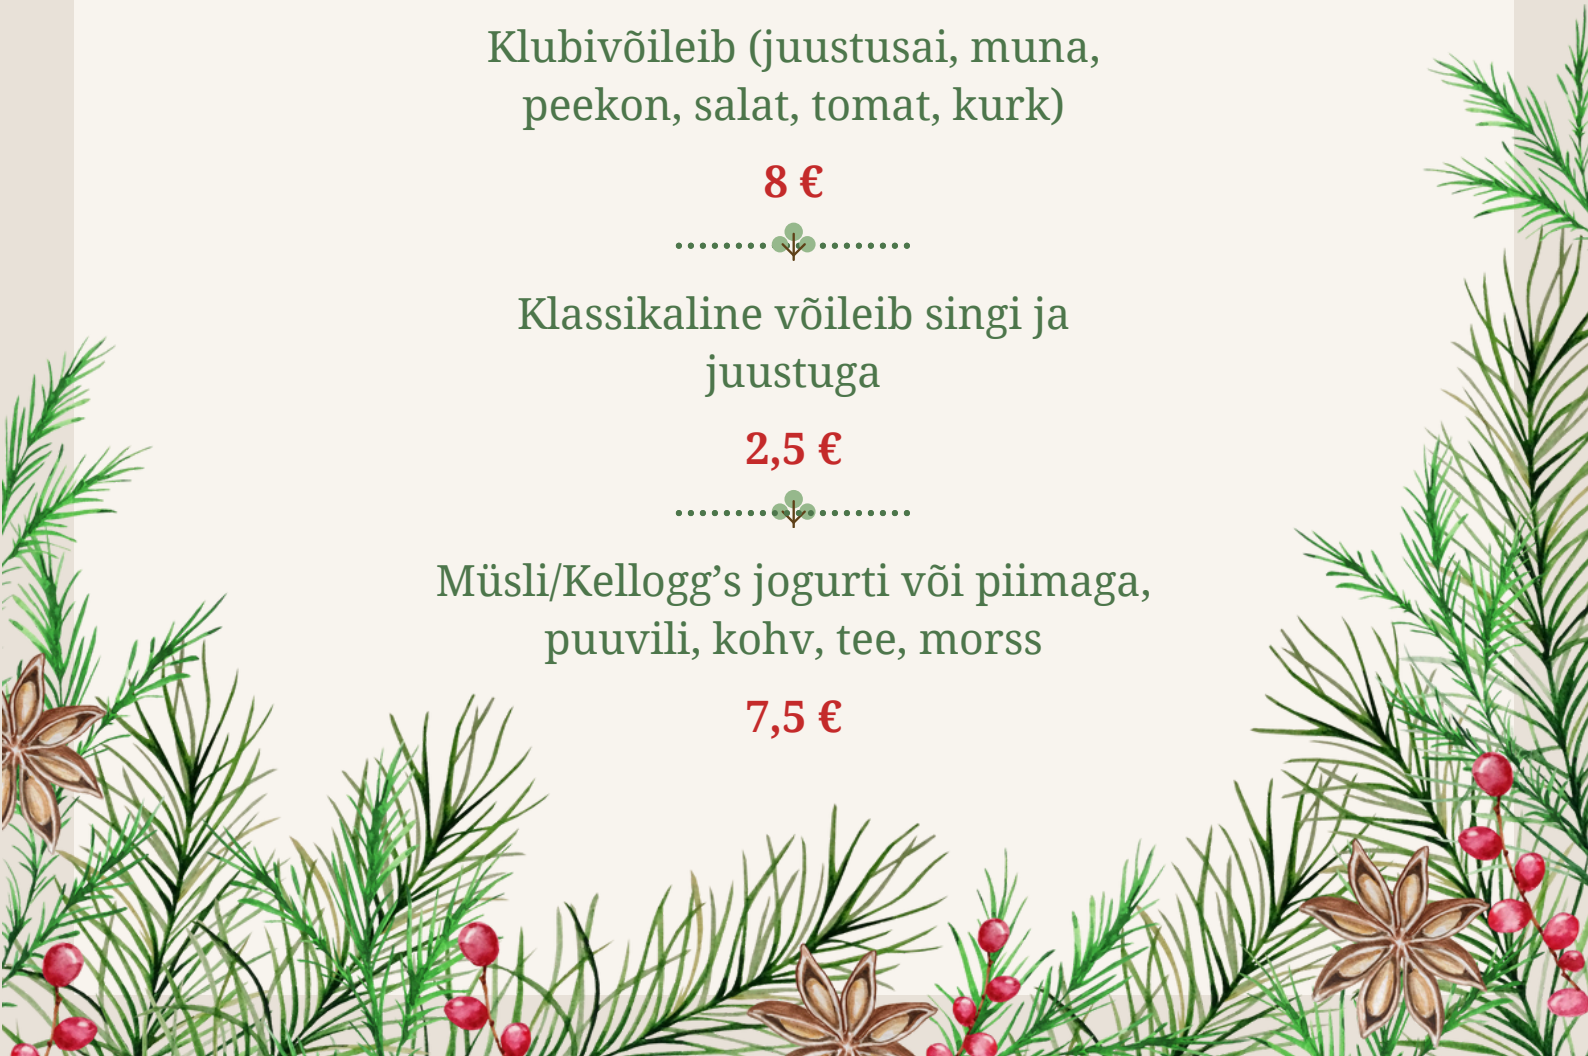 Klubivõileib (juustusai, muna,
peekon, salat, tomat, kurk)
8 €
Klassikaline võileib singi ja
juustuga
2,5 €
Müsli/Kellogg’s jogurti või piimaga,
puuvili, kohv, tee, morss
7,5 €